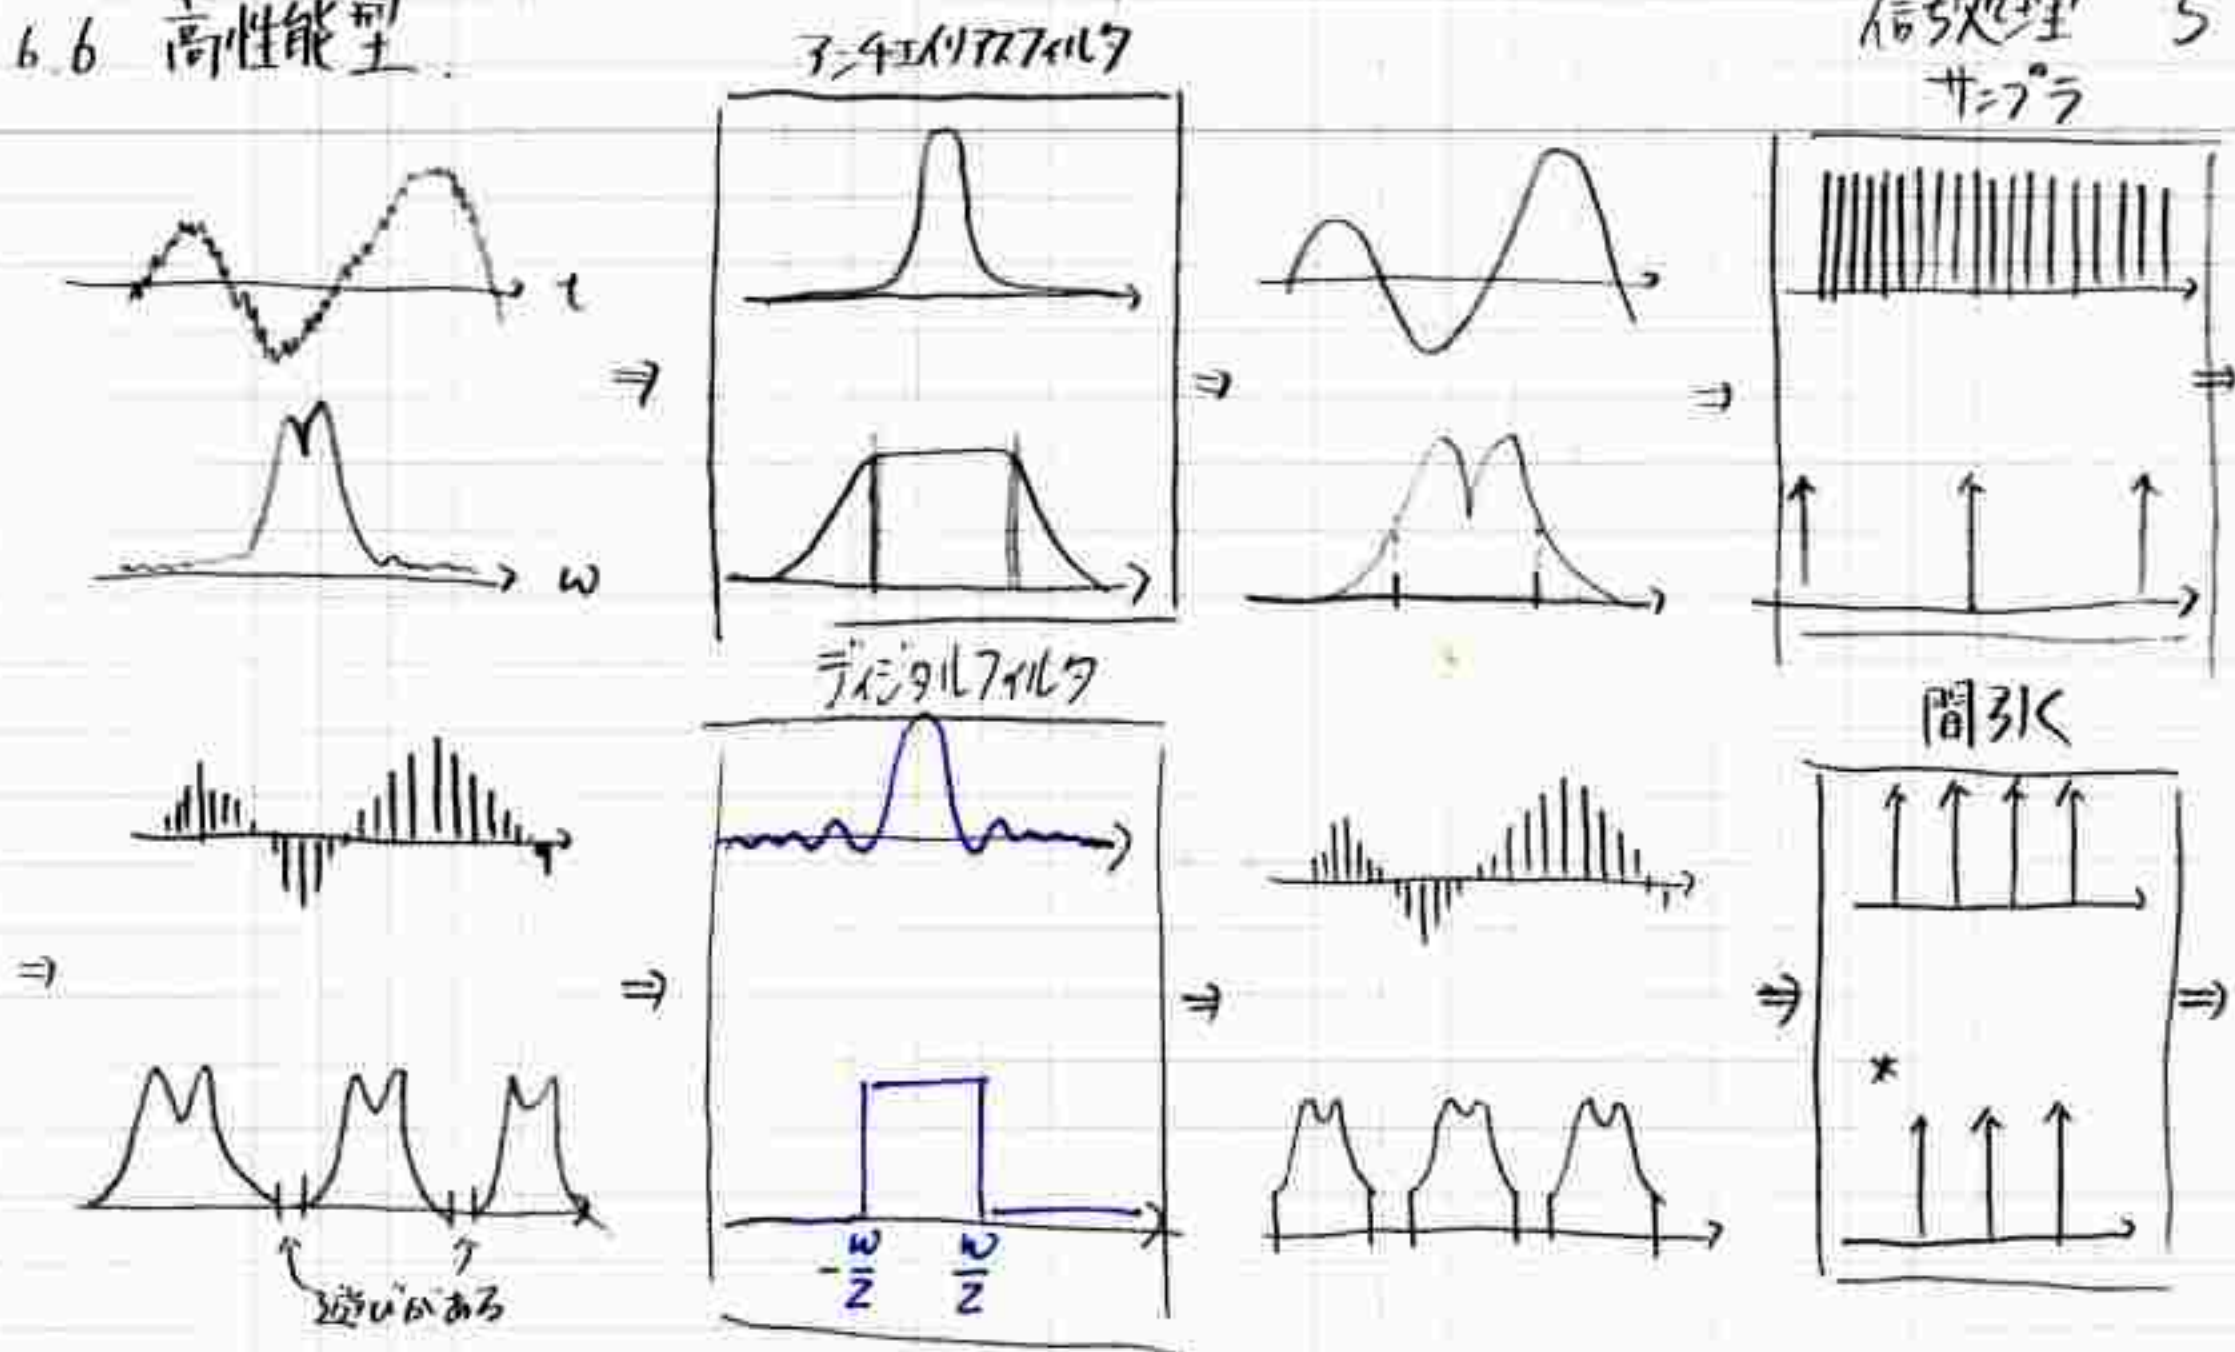 6.6 高性能型
信号処理 5
アンチエイリアスフィルタ
サンプラ
t
⇒
⇒
⇒
⇒
ω
ディジタルフィルタ
間引く
⇒
⇒
⇒
⇒
⇒
*
-w/2 w/2
遊びがある